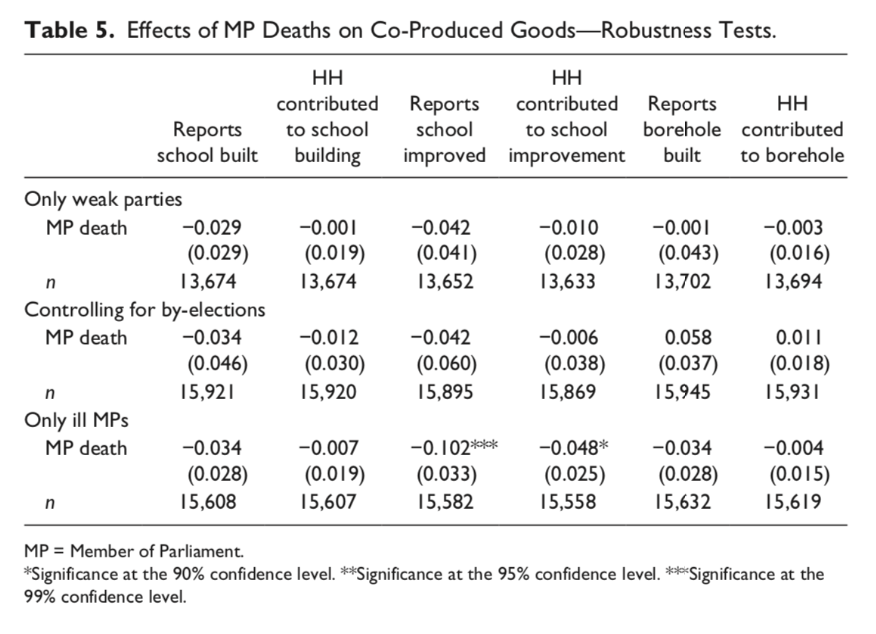 Table 5. Effects of MP Deaths on Co-Produced Goods—Robustness Tests.
Reports school built | HH contributed to school building | Reports school improved | HH contributed to school improvement | Reports borehole built | HH contributed to borehole
Only weak parties
MP death −0.029 −0.001 −0.042 −0.010 −0.001 −0.003
(0.029) (0.019) (0.041) (0.028) (0.043) (0.016)
n 13,674 13,674 13,652 13,633 13,702 13,694
Controlling for by-elections
MP death −0.034 −0.012 −0.042 −0.006 0.058 0.011
(0.046) (0.030) (0.060) (0.038) (0.037) (0.018)
n 15,921 15,920 15,895 15,869 15,945 15,931
Only ill MPs
MP death −0.034 −0.007 −0.102*** −0.048* −0.034 −0.004
(0.028) (0.019) (0.033) (0.025) (0.028) (0.015)
n 15,608 15,607 15,582 15,558 15,632 15,619
MP = Member of Parliament.
*Significance at the 90% confidence level. **Significance at the 95% confidence level. ***Significance at the
99% confidence level.